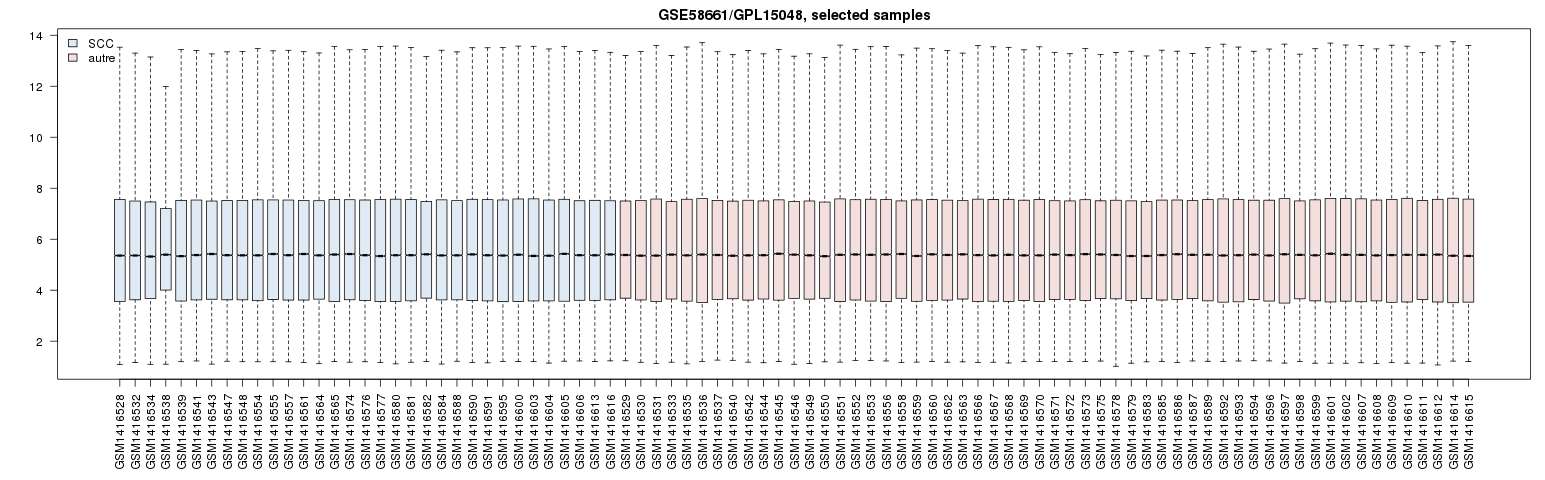 GSE58661/GPL15048, selected samples
SCC
autre
14
12
10
8
6
4
2
GSM1416528
GSM1416532
GSM1416534
GSM1416538
GSM1416539
GSM1416541
GSM1416543
GSM1416547
GSM1416548
GSM1416554
GSM1416555
GSM1416557
GSM1416561
GSM1416564
GSM1416565
GSM1416574
GSM1416576
GSM1416577
GSM1416580
GSM1416581
GSM1416582
GSM1416584
GSM1416588
GSM1416590
GSM1416591
GSM1416595
GSM1416600
GSM1416603
GSM1416604
GSM1416605
GSM1416606
GSM1416613
GSM1416616
GSM1416529
GSM1416530
GSM1416531
GSM1416533
GSM1416535
GSM1416536
GSM1416537
GSM1416540
GSM1416542
GSM1416544
GSM1416545
GSM1416546
GSM1416549
GSM1416550
GSM1416551
GSM1416552
GSM1416553
GSM1416556
GSM1416558
GSM1416559
GSM1416560
GSM1416562
GSM1416563
GSM1416566
GSM1416567
GSM1416568
GSM1416569
GSM1416570
GSM1416571
GSM1416572
GSM1416573
GSM1416575
GSM1416578
GSM1416579
GSM1416583
GSM1416585
GSM1416586
GSM1416587
GSM1416589
GSM1416592
GSM1416593
GSM1416594
GSM1416596
GSM1416597
GSM1416598
GSM1416599
GSM1416601
GSM1416602
GSM1416607
GSM1416608
GSM1416609
GSM1416610
GSM1416611
GSM1416612
GSM1416614
GSM1416615